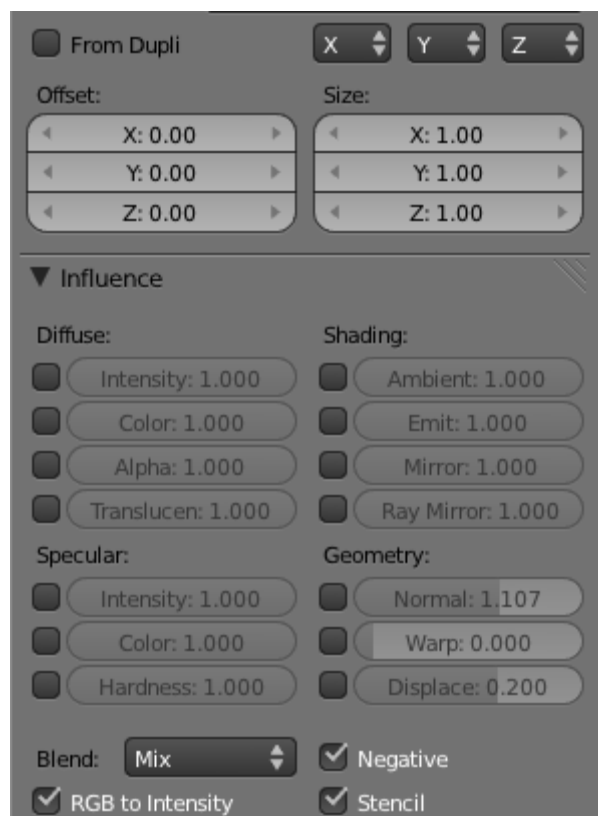 From Dupli X Y Z
Offset: Size:
X: 0.00 X: 1.00
Y: 0.00 Y: 1.00
Z: 0.00 Z: 1.00
Influence
Diffuse: Shading:
Intensity: 1.000 Ambient: 1.000
Color: 1.000 Emit: 1.000
Alpha: 1.000 Mirror: 1.000
Translucen: 1.000 Ray Mirror: 1.000
Specular: Geometry:
Intensity: 1.000 Normal: 1.107
Color: 1.000 Warp: 0.000
Hardness: 1.000 Displace: 0.200
Blend: Mix Negative
RGB to Intensity Stencil